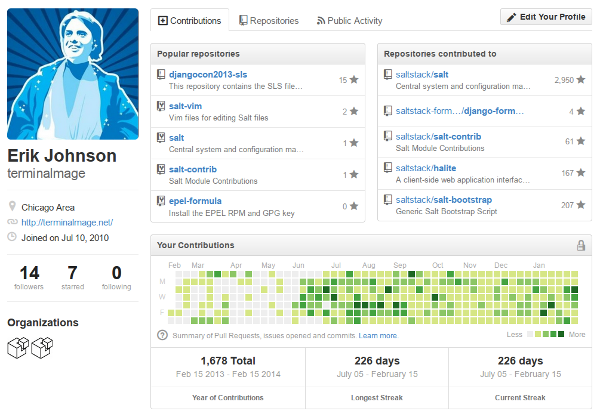 Contributions
Repositories
Public Activity
Edit Your Profile
Erik Johnson
terminalmage
Chicago Area
http://terminalmage.net/
Joined on Jul 10, 2010
14
followers
7
starred
0
following
Organizations
Popular repositories
djangocon2013-sls
This repository contains the SLS file…
15
salt-vim
Vim files for editing Salt files
2
salt
Central system and configuration ma…
1
salt-contrib
Salt Module Contributions
1
epel-formula
Install the EPEL RPM and GPG key
0
Repositories contributed to
saltstack/salt
Central system and configuration ma…
2,950
saltstack-form…/django-form…
4
saltstack/salt-contrib
Salt Module Contributions
61
saltstack/halite
A client-side web application interfac…
167
saltstack/salt-bootstrap
Generic Salt Bootstrap Script
207
Your Contributions
Feb Mar Apr May Jun Jul Aug Sep Oct Nov Dec Jan
M
W
F
Summary of Pull Requests, issues opened and commits. Learn more
Less More
1,678 Total
Feb 15 2013 - Feb 15 2014
Year of Contributions
226 days
July 05 - February 15
Longest Streak
226 days
July 05 - February 15
Current Streak